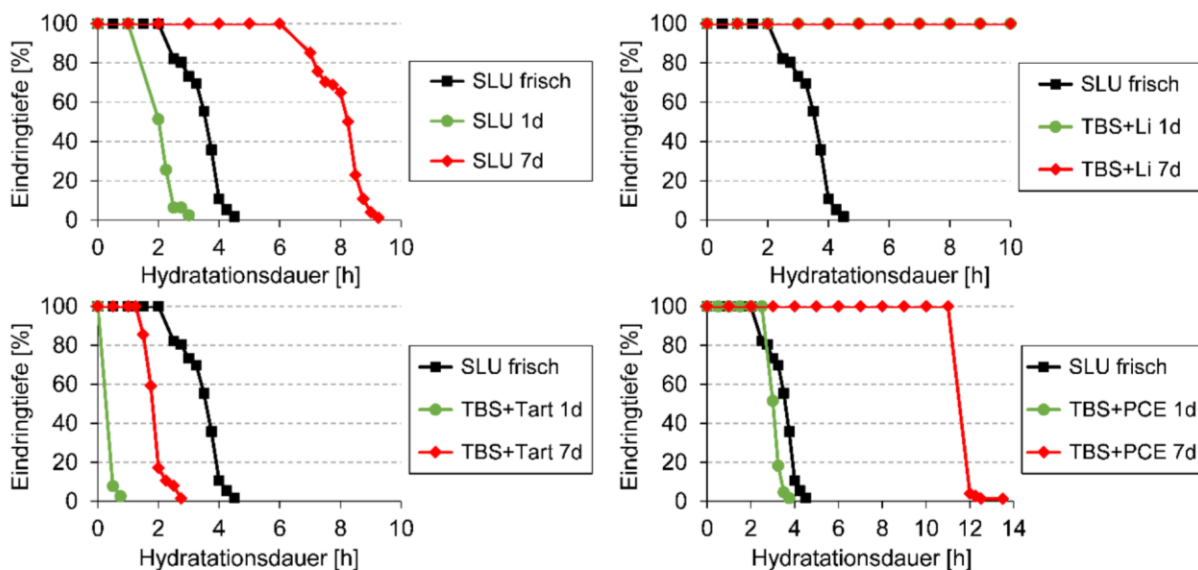 Eindringtiefe [%]
100
80
60
40
20
0
0 2 4 6 8 10
Hydratationsdauer [h]
SLU frisch
SLU 1d
SLU 7d
Eindringtiefe [%]
100
80
60
40
20
0
0 2 4 6 8 10
Hydratationsdauer [h]
SLU frisch
TBS+Li 1d
TBS+Li 7d
Eindringtiefe [%]
100
80
60
40
20
0
0 2 4 6 8 10
Hydratationsdauer [h]
SLU frisch
TBS+Tart 1d
TBS+Tart 7d
Eindringtiefe [%]
100
80
60
40
20
0
0 2 4 6 8 10 12 14
Hydratationsdauer [h]
SLU frisch
TBS+PCE 1d
TBS+PCE 7d